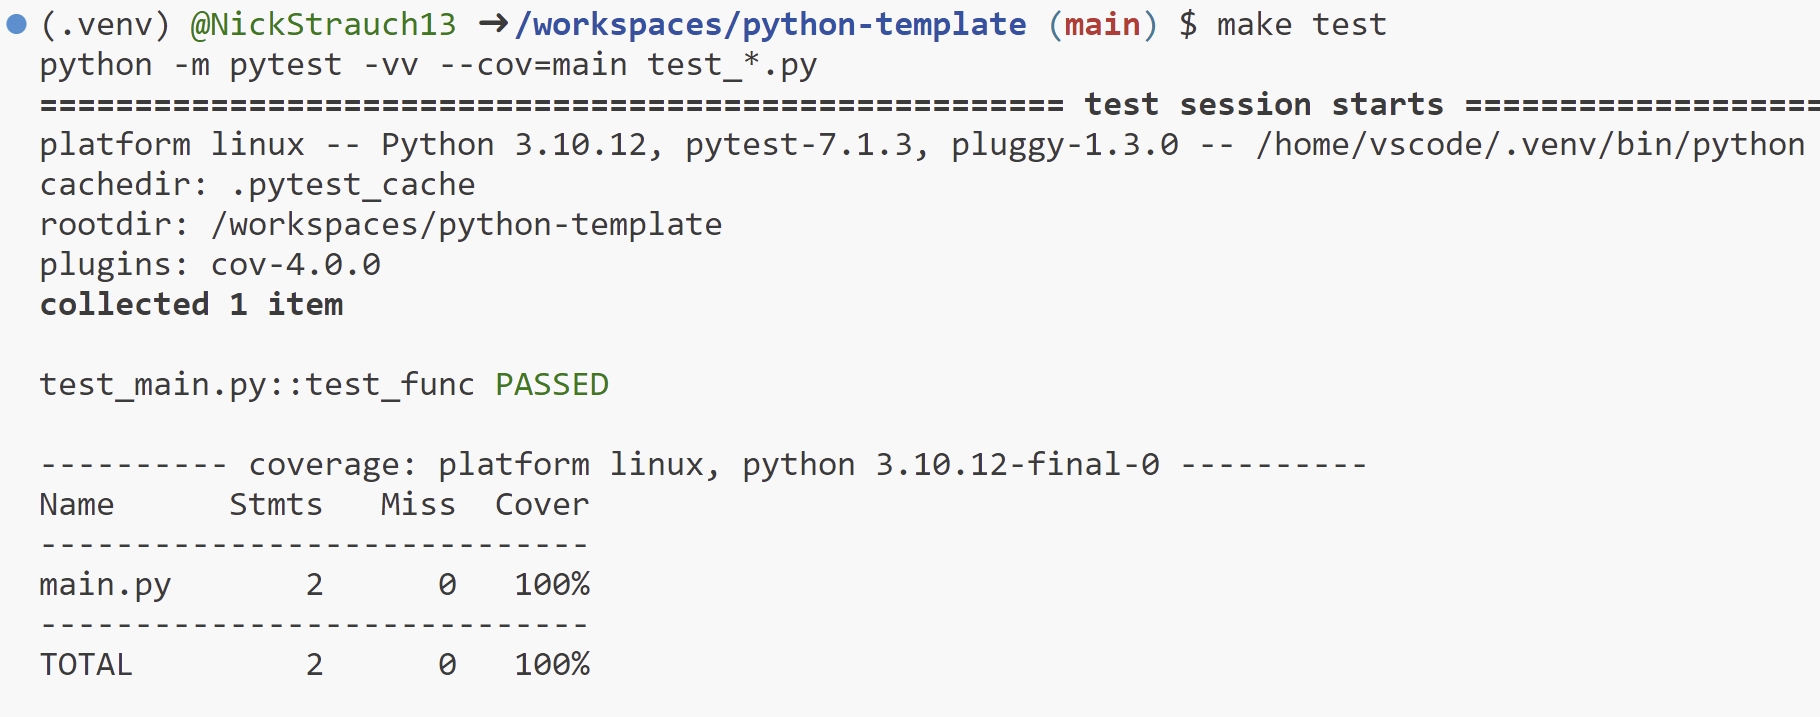 (.venv) @NickStrauch13 ➜/workspaces/python-template (main) $ make test
python -m pytest -vv --cov=main test_*.py
====================================================== test session starts ===================
platform linux -- Python 3.10.12, pytest-7.1.3, pluggy-1.3.0 -- /home/vscode/.venv/bin/python
cachedir: .pytest_cache
rootdir: /workspaces/python-template
plugins: cov-4.0.0
collected 1 item
test_main.py::test_func PASSED
---------- coverage: platform linux, python 3.10.12-final-0 ----------
Name      Stmts   Miss  Cover
-----------------------------
main.py       2      0   100%
-----------------------------
TOTAL         2      0   100%